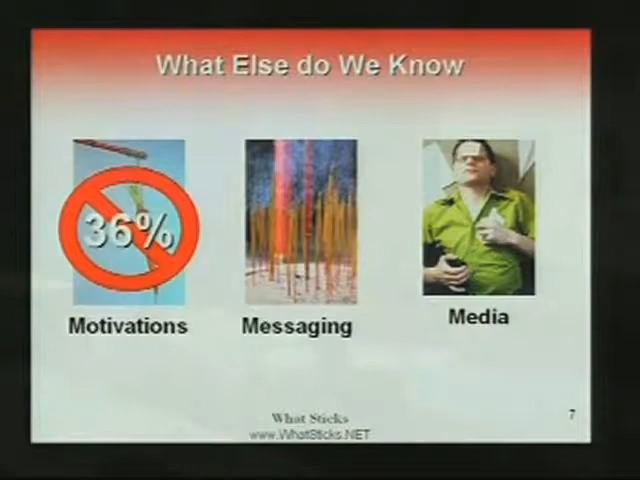 What Else do We Know
36%
Motivations
Messaging
Media
What Sticks
www.WhatSticks.NET
7